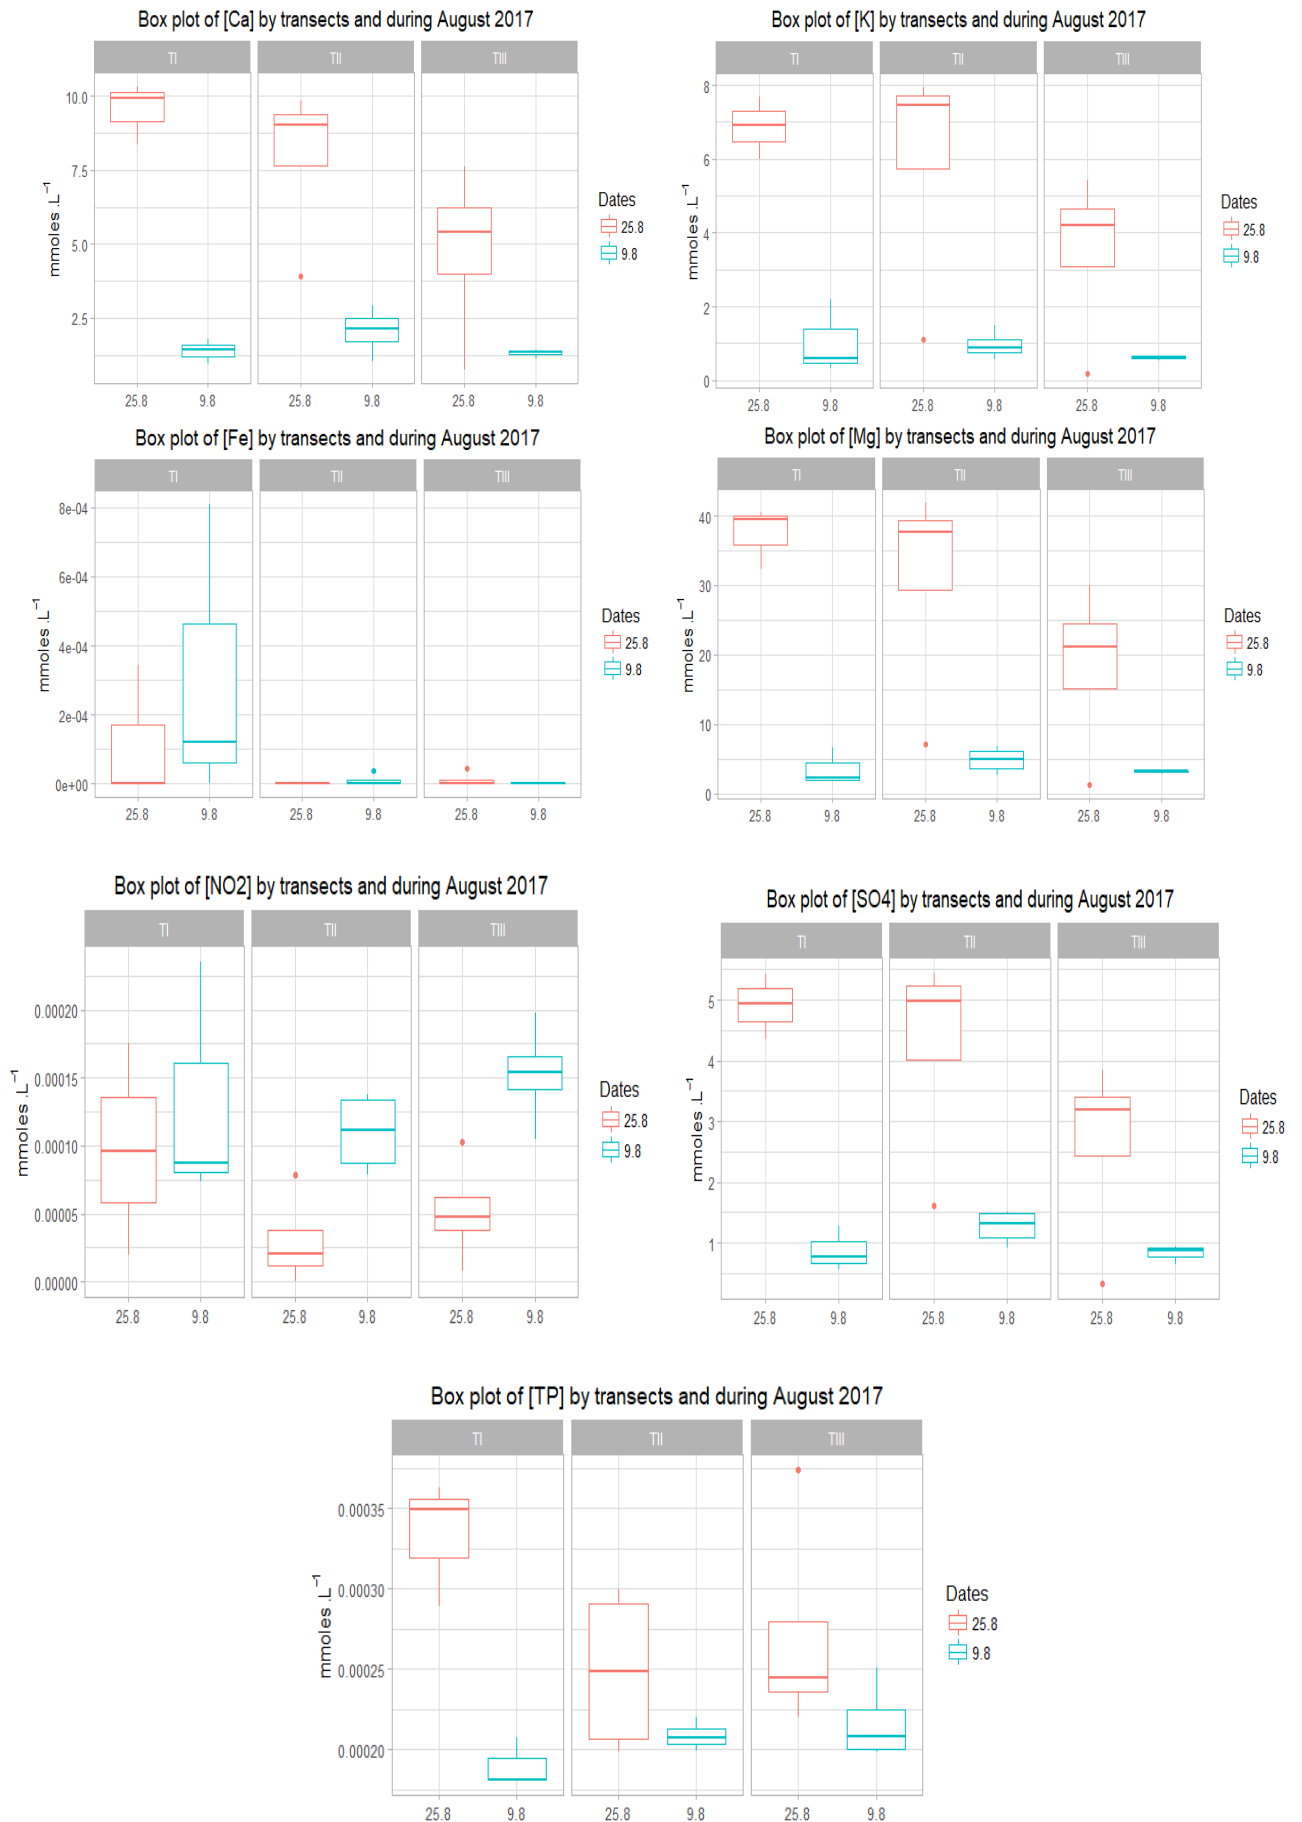 Box plot of [Ca] by transects and during August 2017
TI TII TIII
10.0
7.5
5.0
2.5
mmoles .L⁻¹
25.8 9.8 25.8 9.8 25.8 9.8
Dates
25.8
9.8
Box plot of [K] by transects and during August 2017
TI TII TIII
8
6
4
2
0
mmoles .L⁻¹
25.8 9.8 25.8 9.8 25.8 9.8
Dates
25.8
9.8
Box plot of [Fe] by transects and during August 2017
TI TII TIII
8e-04
6e-04
4e-04
2e-04
0e+00
mmoles .L⁻¹
25.8 9.8 25.8 9.8 25.8 9.8
Dates
25.8
9.8
Box plot of [Mg] by transects and during August 2017
TI TII TIII
40
30
20
10
0
mmoles .L⁻¹
25.8 9.8 25.8 9.8 25.8 9.8
Dates
25.8
9.8
Box plot of [NO2] by transects and during August 2017
TI TII TIII
0.00020
0.00015
0.00010
0.00005
0.00000
mmoles .L⁻¹
25.8 9.8 25.8 9.8 25.8 9.8
Dates
25.8
9.8
Box plot of [SO4] by transects and during August 2017
TI TII TIII
5
4
3
2
1
mmoles .L⁻¹
25.8 9.8 25.8 9.8 25.8 9.8
Dates
25.8
9.8
Box plot of [TP] by transects and during August 2017
TI TII TIII
0.00035
0.00030
0.00025
0.00020
mmoles .L⁻¹
25.8 9.8 25.8 9.8 25.8 9.8
Dates
25.8
9.8